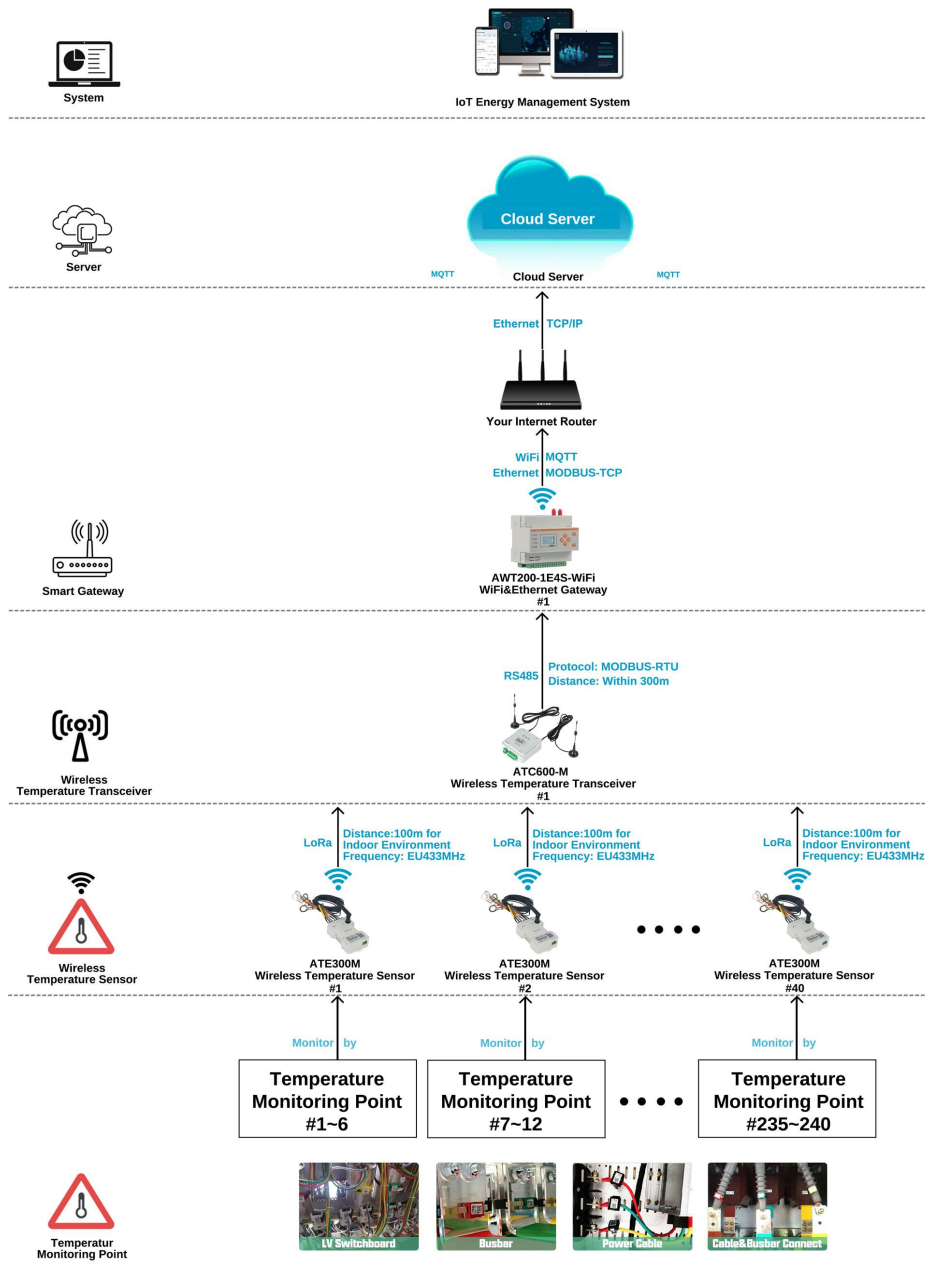 System
IoT Energy Management System
Cloud Server
Server
MQTT
Cloud Server
MQTT
Ethernet TCP/IP
Your Internet Router
WiFi MQTT
Ethernet MODBUS-TCP
Smart Gateway
AWT200-1E4S-WiFi
WiFi&Ethernet Gateway
#1
RS485
Protocol: MODBUS-RTU
Distance: Within 300m
Wireless
Temperature Transceiver
ATC600-M
Wireless Temperature Transceiver
#1
LoRa
Distance:100m for
Indoor Environment
Frequency: EU433MHz
LoRa
Distance:100m for
Indoor Environment
Frequency: EU433MHz
LoRa
Distance:100m for
Indoor Environment
Frequency: EU433MHz
Wireless
Temperature Sensor
ATE300M
Wireless Temperature Sensor
#1
ATE300M
Wireless Temperature Sensor
#2
ATE300M
Wireless Temperature Sensor
#40
Monitor by
Monitor by
Monitor by
Temperature
Monitoring Point
#1~6
Temperature
Monitoring Point
#7~12
Temperature
Monitoring Point
#235~240
Temperatur
Monitoring Point
LV Switchboard
Busbar
Power Cable
Cable&Busbar Connect